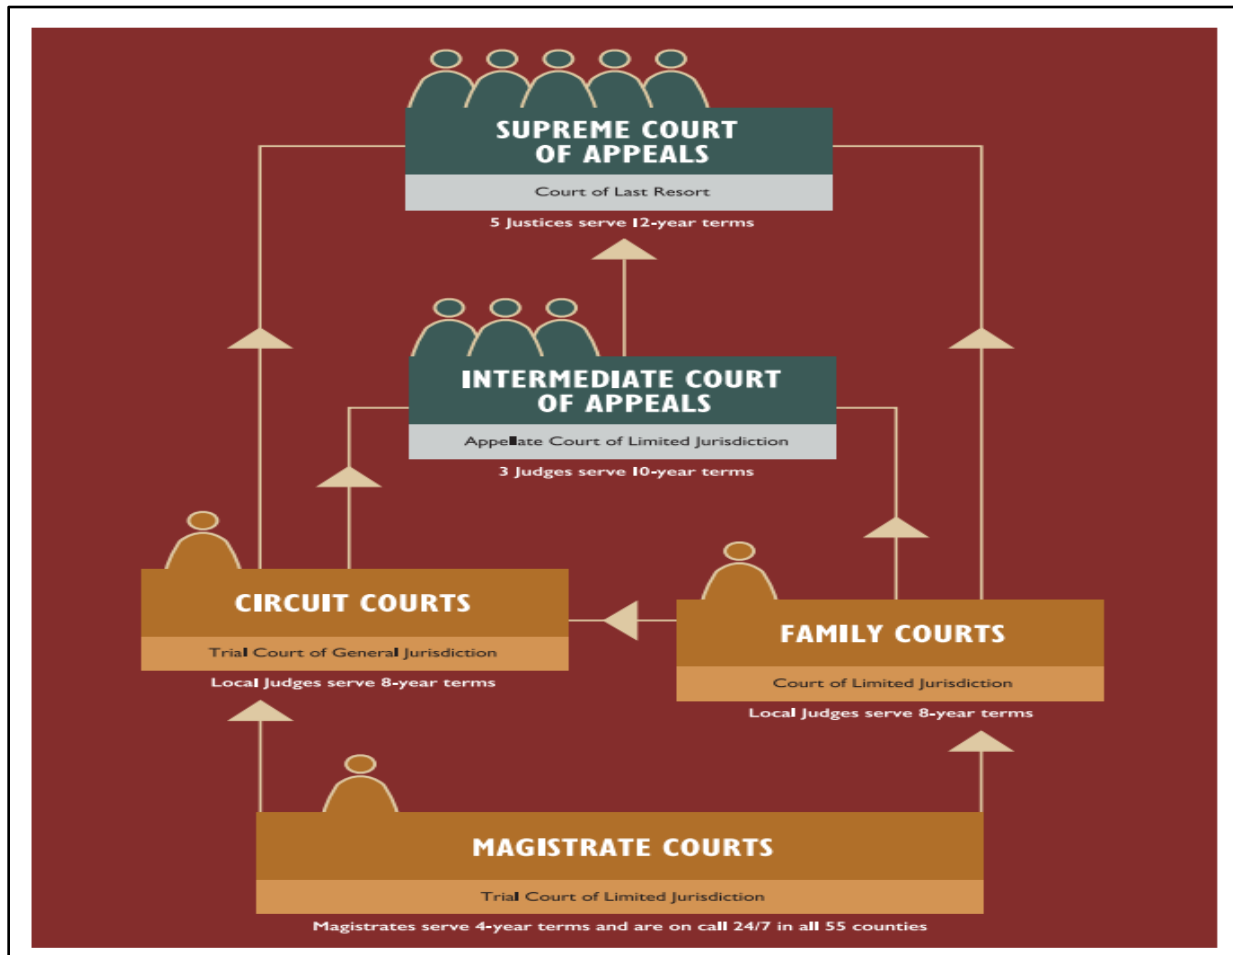 SUPREME COURT
OF APPEALS
Court of Last Resort
5 Justices serve 12-year terms
INTERMEDIATE COURT
OF APPEALS
Appellate Court of Limited Jurisdiction
3 Judges serve 10-year terms
CIRCUIT COURTS
Trial Court of General Jurisdiction
Local Judges serve 8-year terms
FAMILY COURTS
Court of Limited Jurisdiction
Local Judges serve 8-year terms
MAGISTRATE COURTS
Trial Court of Limited Jurisdiction
Magistrates serve 4-year terms and are on call 24/7 in all 55 counties